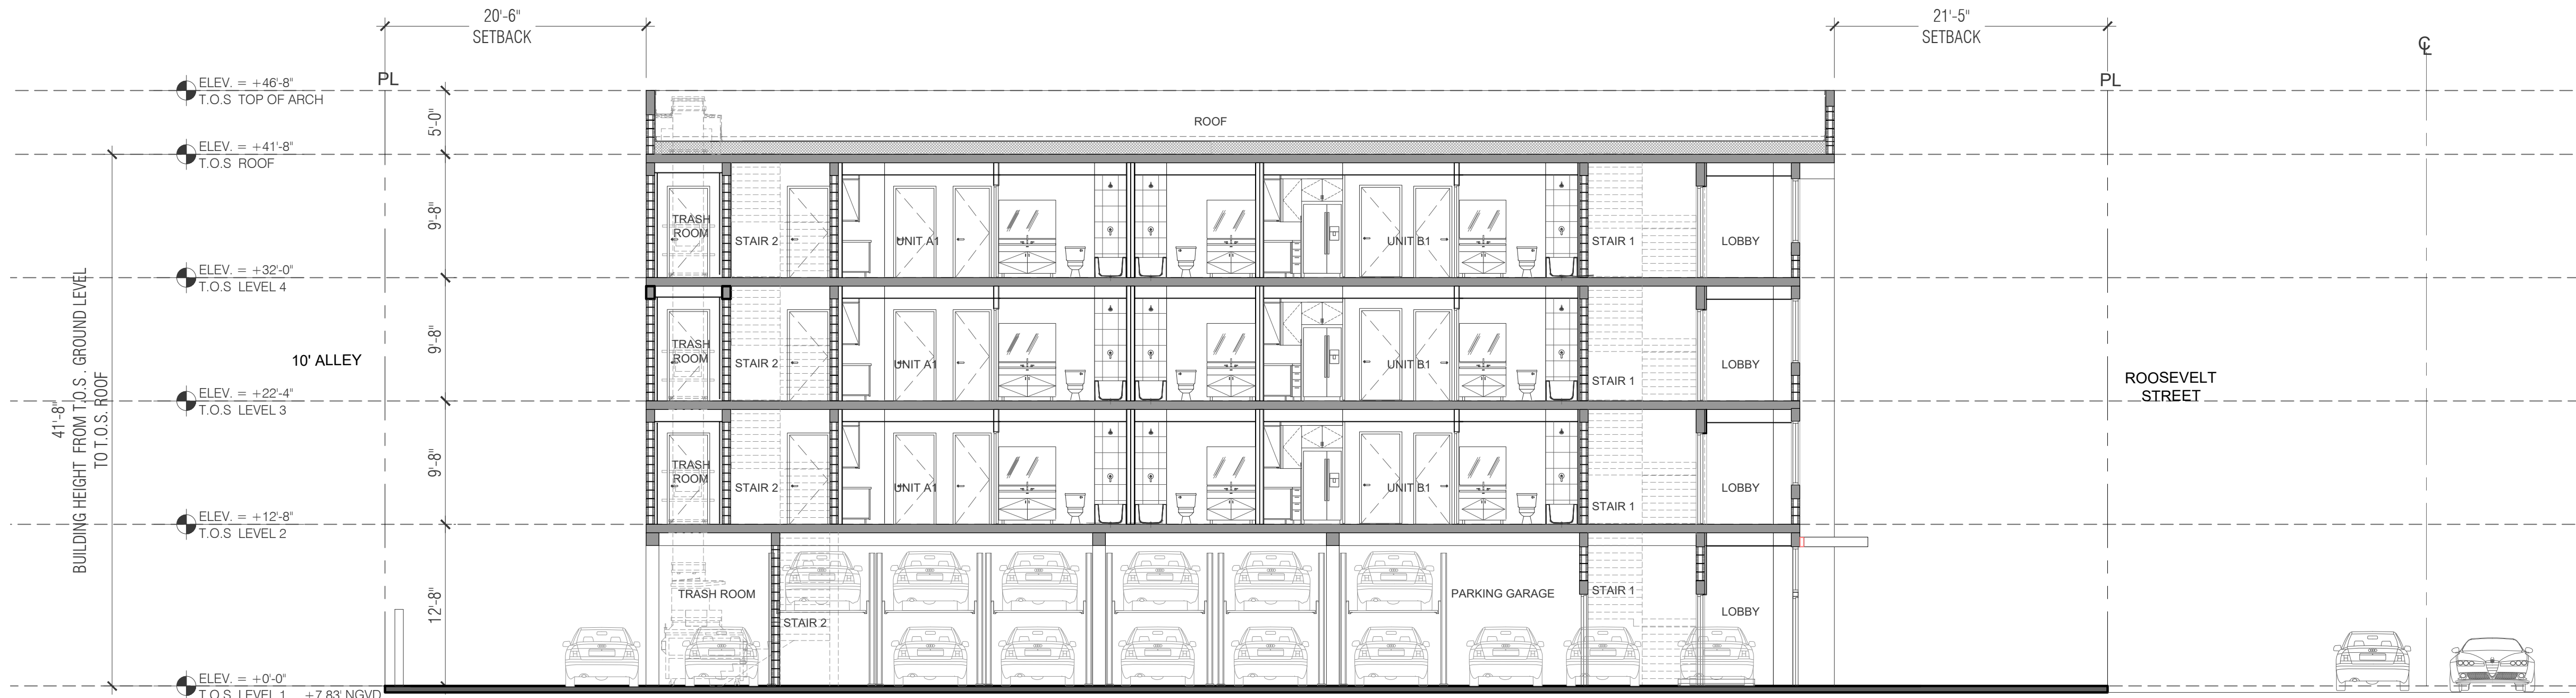 20'-6"
SETBACK
21'-5"
SETBACK
℄
PL
PL
ELEV. = +46'-8"
T.O.S TOP OF ARCH
5'-0"
ROOF
ELEV. = +41'-8"
T.O.S ROOF
9'-8"
TRASH
ROOM
STAIR 2
UNIT A1
UNIT B1
STAIR 1
LOBBY
ELEV. = +32'-0"
T.O.S LEVEL 4
9'-8"
TRASH
ROOM
STAIR 2
UNIT A1
UNIT B1
STAIR 1
LOBBY
10' ALLEY
ROOSEVELT
STREET
ELEV. = +22'-4"
T.O.S LEVEL 3
41'-8"
BUILDING HEIGHT FROM T.O.S . GROUND LEVEL
TO T.O.S. ROOF
9'-8"
TRASH
ROOM
STAIR 2
UNIT A1
UNIT B1
STAIR 1
LOBBY
ELEV. = +12'-8"
T.O.S LEVEL 2
12'-8"
TRASH ROOM
STAIR 2
PARKING GARAGE
STAIR 1
LOBBY
ELEV. = +0'-0"
T.O.S LEVEL 1 +7.83' NGVD